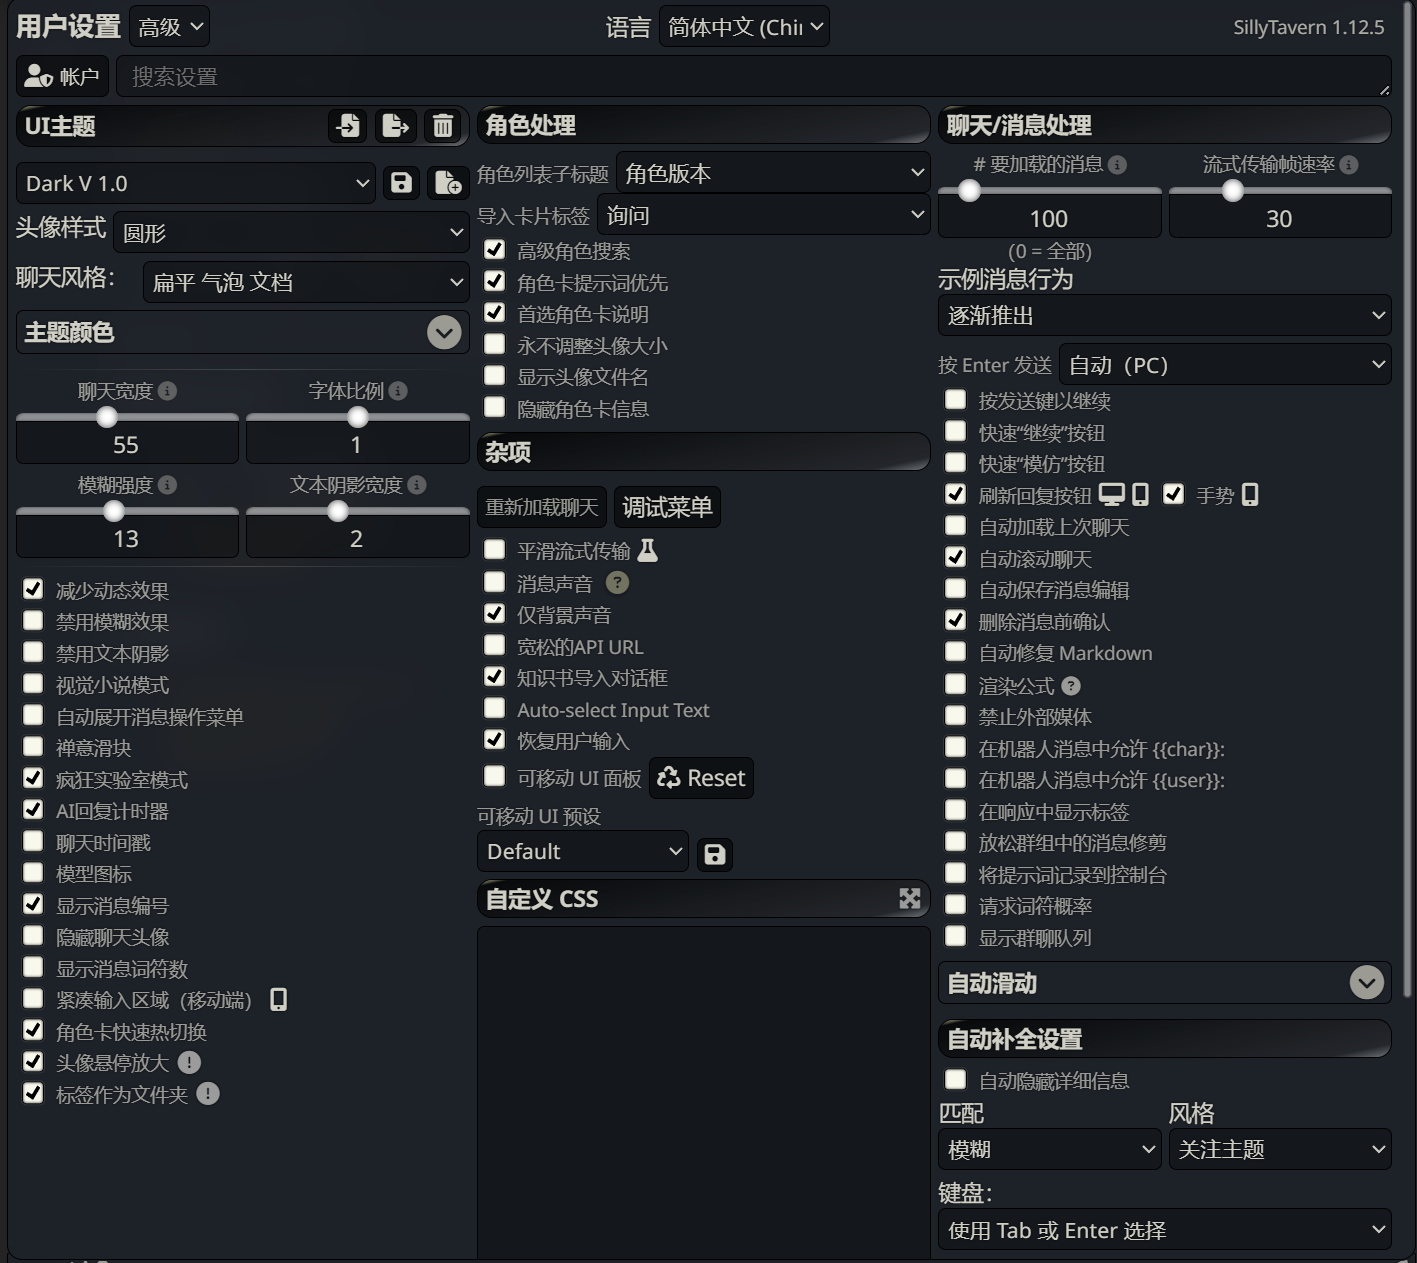 用户设置 高级 语言 简体中文 (Chi SillyTavern 1.12.5
帐户 搜索设置
UI主题
Dark V 1.0
头像样式 圆形
聊天风格： 扁平 气泡 文档
主题颜色
聊天宽度 字体比例
55 1
模糊强度 文本阴影宽度
13 2
减少动态效果
禁用模糊效果
禁用文本阴影
视觉小说模式
自动展开消息操作菜单
禅意滑块
疯狂实验室模式
AI回复计时器
聊天时间戳
模型图标
显示消息编号
隐藏聊天头像
显示消息词符数
紧凑输入区域（移动端）
角色卡快速热切换
头像悬停放大 !
标签作为文件夹 !
角色处理
角色列表子标题 角色版本
导入卡片标签 询问
高级角色搜索
角色卡提示词优先
首选角色卡说明
永不调整头像大小
显示头像文件名
隐藏角色卡信息
杂项
重新加载聊天 调试菜单
平滑流式传输
消息声音 ?
仅背景声音
宽松的API URL
知识书导入对话框
Auto-select Input Text
恢复用户输入
可移动 UI 面板 Reset
可移动 UI 预设
Default
自定义 CSS
聊天/消息处理
# 要加载的消息 流式传输帧速率
100 30
(0 = 全部)
示例消息行为
逐渐推出
按 Enter 发送 自动（PC）
按发送键以继续
快速“继续”按钮
快速“模仿”按钮
刷新回复按钮 手势
自动加载上次聊天
自动滚动聊天
自动保存消息编辑
删除消息前确认
自动修复 Markdown
渲染公式 ?
禁止外部媒体
在机器人消息中允许 {{char}}:
在机器人消息中允许 {{user}}:
在响应中显示标签
放松群组中的消息修剪
将提示词记录到控制台
请求词符概率
显示群聊队列
自动滑动
自动补全设置
自动隐藏详细信息
匹配 风格
模糊 关注主题
键盘：
使用 Tab 或 Enter 选择